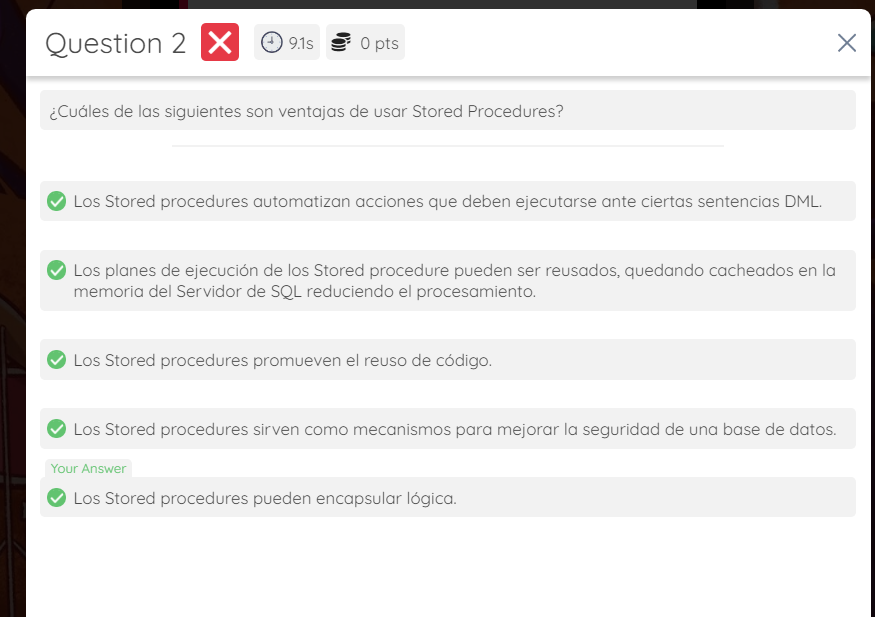 Question 2
9.1s
0 pts
¿Cuáles de las siguientes son ventajas de usar Stored Procedures?
Los Stored procedures automatizan acciones que deben ejecutarse ante ciertas sentencias DML.
Los planes de ejecución de los Stored procedure pueden ser reusados, quedando cacheados en la
memoria del Servidor de SQL reduciendo el procesamiento.
Los Stored procedures promueven el reuso de código.
Los Stored procedures sirven como mecanismos para mejorar la seguridad de una base de datos.
Your Answer
Los Stored procedures pueden encapsular lógica.